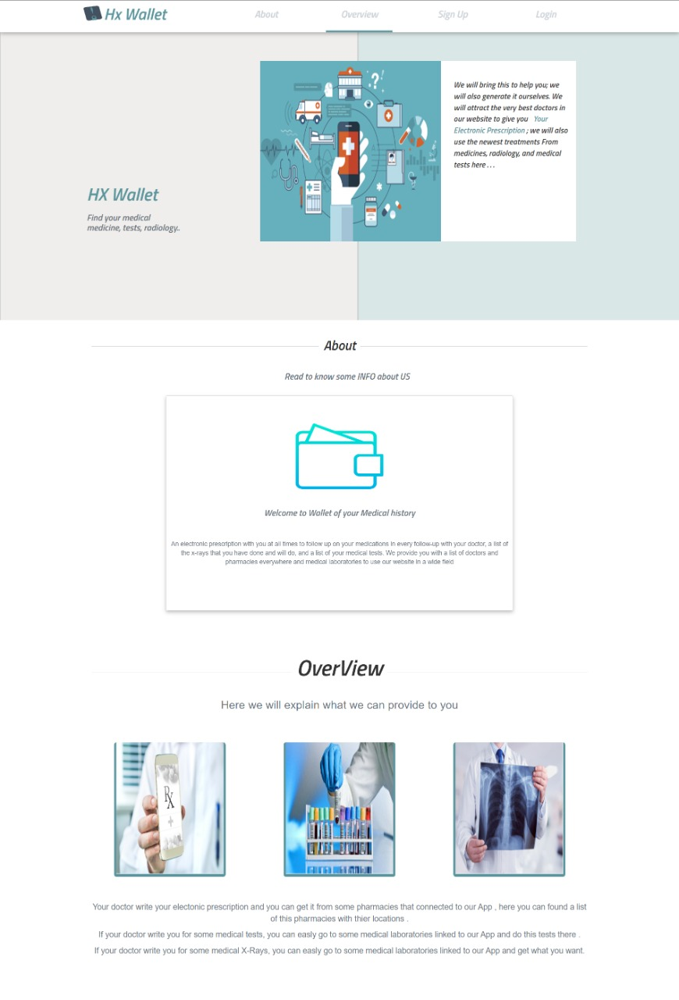 Hx Wallet
About
Overview
Sign Up
Login
We will bring this to help you; we
will also generate it ourselves. We
will attract the very best doctors in
our website to give you Your
Electronic Prescription ; we will also
use the newest treatments From
medicines, radiology, and medical
tests here . . .
HX Wallet
Find your medical
medicine, tests, radiology..
About
Read to know some INFO about US
Welcome to Wallet of your Medical history
An electronic prescription with you at all times to follow up on your medications in every follow-up with your doctor, a list of
the x-rays that you have done and will do, and a list of your medical tests. We provide you with a list of doctors and
pharmacies everywhere and medical laboratories to use our website in a wide field
OverView
Here we will explain what we can provide to you
Rx
Your doctor write your electonic prescription and you can get it from some pharmacies that connected to our App , here you can found a list
of this pharmacies with thier locations .
If your doctor write you for some medical tests, you can easly go to some medical laboratories linked to our App and do this tests there .
If your doctor write you for some medical X-Rays, you can easly go to some medical laboratories linked to our App and get what you want.